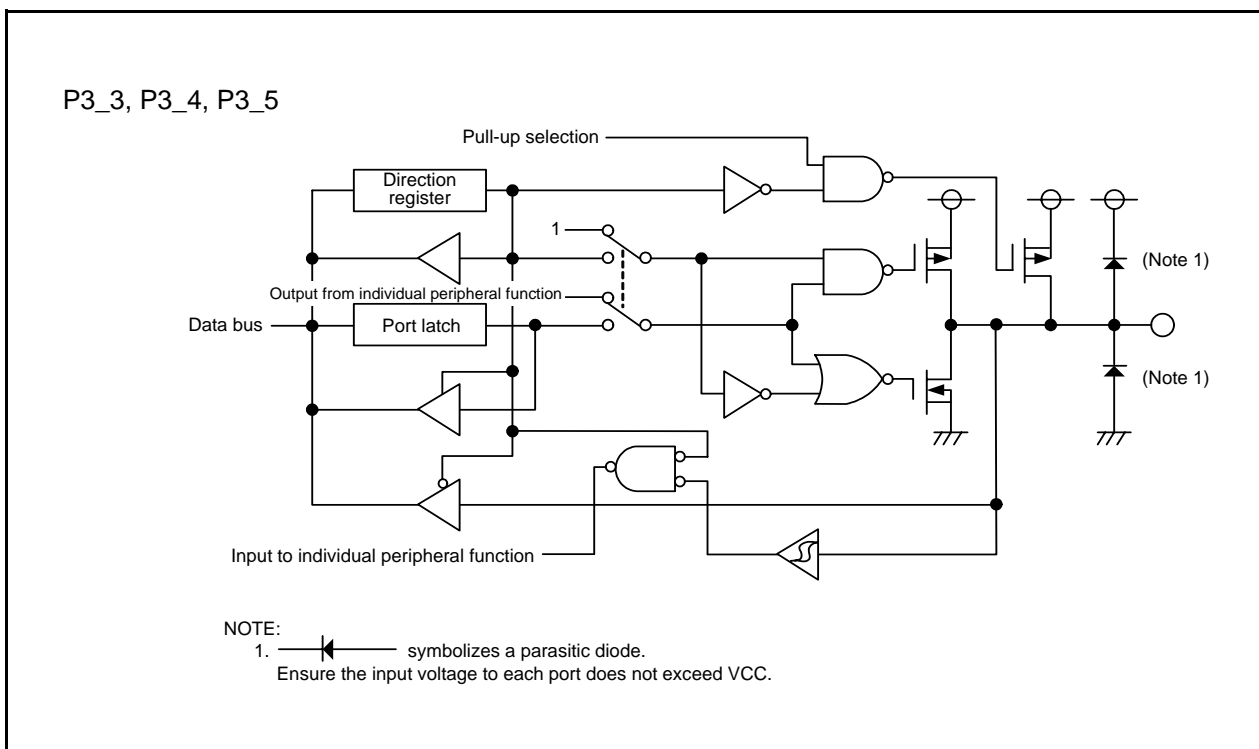 P3_3, P3_4, P3_5
Pull-up selection
Direction
register
1
Output from individual peripheral function
Data bus
Port latch
(Note 1)
(Note 1)
Input to individual peripheral function
NOTE:
1. symbolizes a parasitic diode.
Ensure the input voltage to each port does not exceed VCC.